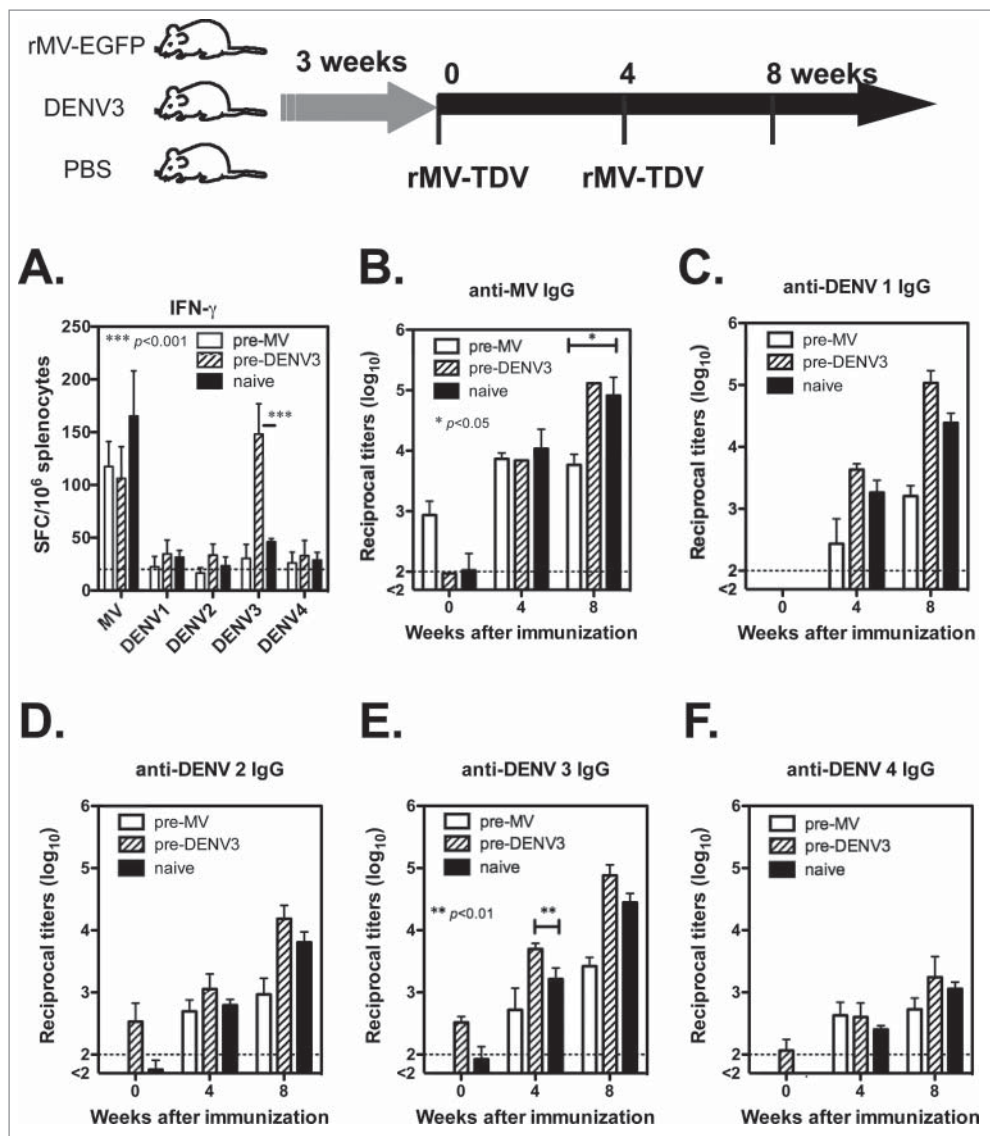 rMV-EGFP
DENV3
PBS
3 weeks
0 4 8 weeks
rMV-TDV rMV-TDV
A.
IFN-γ
*** p<0.001
pre-MV
pre-DENV3
naive
***
SFC/10⁶ splenocytes
250
200
150
100
50
0
MV DENV1 DENV2 DENV3 DENV4
B.
anti-MV IgG
pre-MV
pre-DENV3
naive
*
* p<0.05
Reciprocal titers (log₁₀)
6
5
4
3
2
<2
0 4 8
Weeks after immunization
C.
anti-DENV 1 IgG
pre-MV
pre-DENV3
naive
Reciprocal titers (log₁₀)
6
5
4
3
2
<2
0 4 8
Weeks after immunization
D.
anti-DENV 2 IgG
pre-MV
pre-DENV3
naive
Reciprocal titers (log₁₀)
6
5
4
3
2
<2
0 4 8
Weeks after immunization
E.
anti-DENV 3 IgG
pre-MV
pre-DENV3
naive
** p<0.01
**
Reciprocal titers (log₁₀)
6
5
4
3
2
<2
0 4 8
Weeks after immunization
F.
anti-DENV 4 IgG
pre-MV
pre-DENV3
naive
Reciprocal titers (log₁₀)
6
5
4
3
2
<2
0 4 8
Weeks after immunization